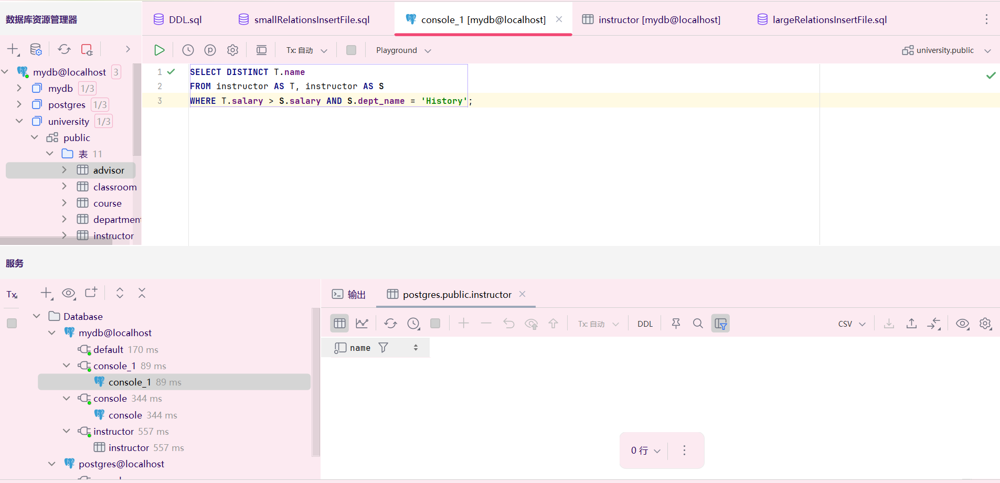 数据库资源管理器
DDL.sql
smallRelationsInsertFile.sql
console_1 [mydb@localhost]
instructor [mydb@localhost]
largeRelationsInsertFile.sql
Tx: 自动
Playground
university.public
mydb@localhost 3
mydb 1/3
postgres 1/3
university 1/3
public
表 11
advisor
classroom
course
department
instructor
1 SELECT DISTINCT T.name
2 FROM instructor AS T, instructor AS S
3 WHERE T.salary > S.salary AND S.dept_name = 'History';
服务
Tx
Database
mydb@localhost
default 170 ms
console_1 89 ms
console_1 89 ms
console 344 ms
console 344 ms
instructor 557 ms
instructor 557 ms
postgres@localhost
输出
postgres.public.instructor
Tx: 自动
DDL
CSV
name
0 行